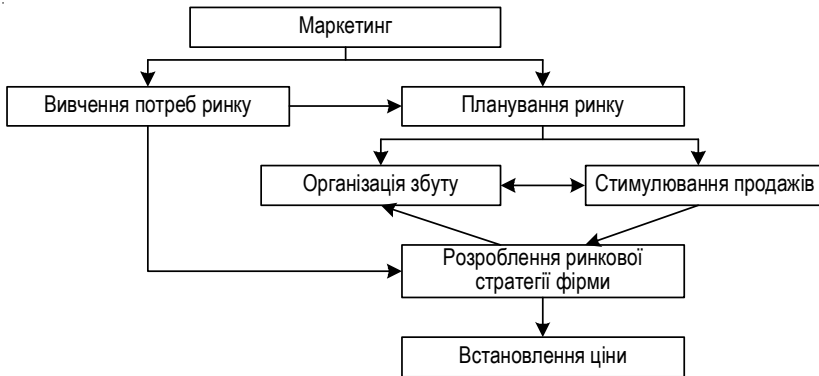 Маркетинг
Вивчення потреб ринку
Планування ринку
Організація збуту
Стимулювання продажів
Розроблення ринкової
стратегії фірми
Встановлення ціни